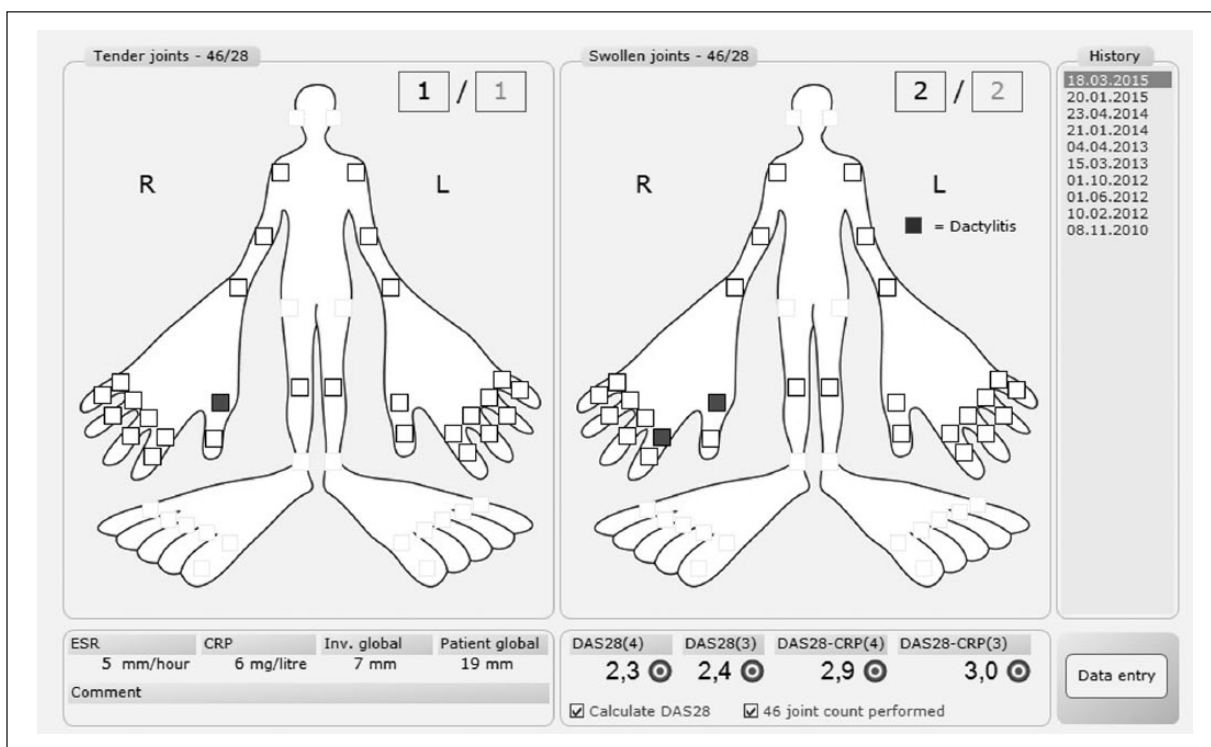 Tender joints - 46/28
1 / 1
R
L
Swollen joints - 46/28
2 / 2
R
L
= Dactylitis
History
18.03.2015
20.01.2015
23.04.2014
21.01.2014
04.04.2013
15.03.2013
01.10.2012
01.06.2012
10.02.2012
08.11.2010
ESR CRP Inv. global Patient global
5 mm/hour 6 mg/litre 7 mm 19 mm
Comment
DAS28(4) DAS28(3) DAS28-CRP(4) DAS28-CRP(3)
2,3 2,4 2,9 3,0
Calculate DAS28 46 joint count performed
Data entry